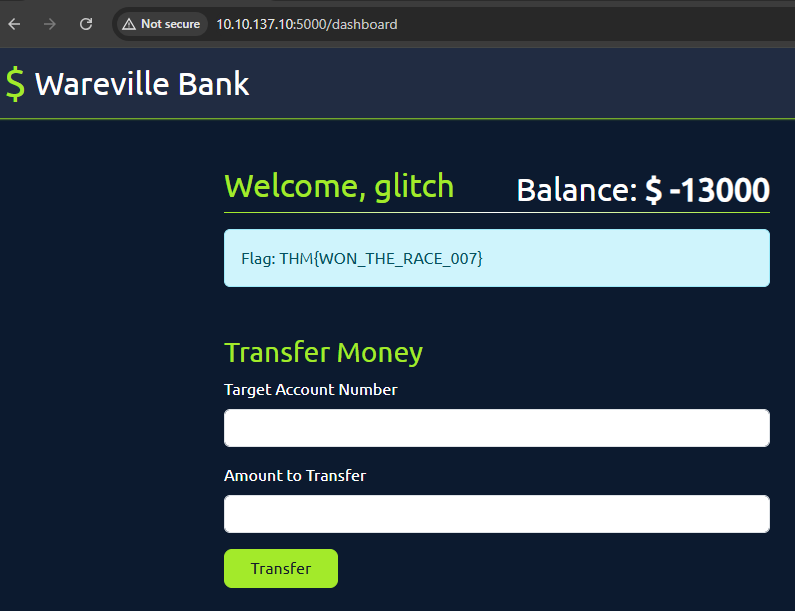 Not secure 10.10.137.10:5000/dashboard
$ Wareville Bank
Welcome, glitch Balance: $ -13000
Flag: THM{WON_THE_RACE_007}
Transfer Money
Target Account Number
Amount to Transfer
Transfer